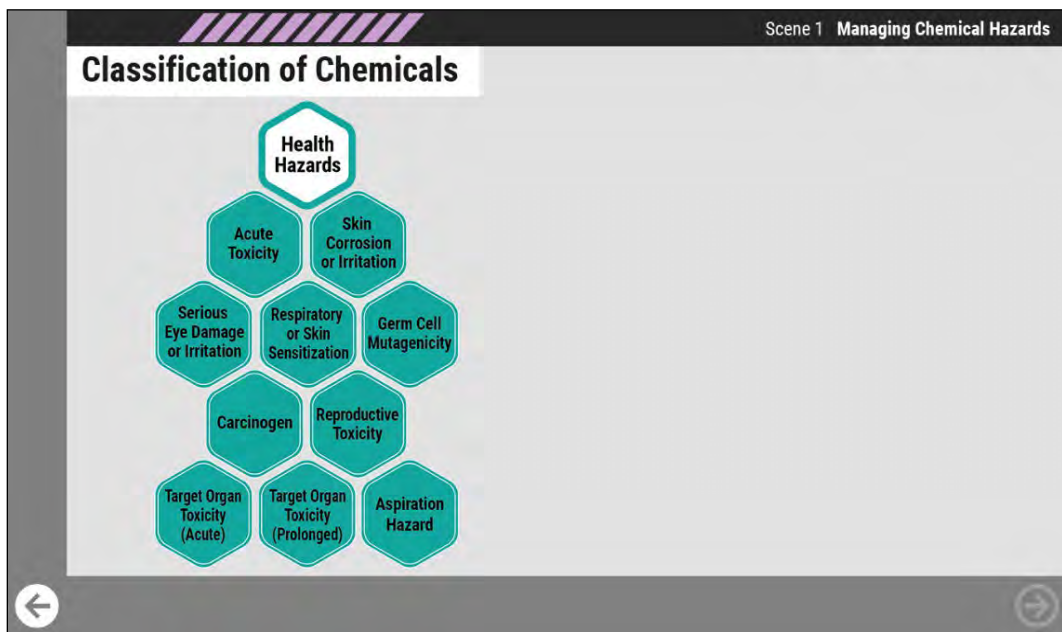 Scene 1 Managing Chemical Hazards
Classification of Chemicals
Health
Hazards
Acute
Toxicity
Skin
Corrosion
or Irritation
Serious
Eye Damage
or Irritation
Respiratory
or Skin
Sensitization
Germ Cell
Mutagenicity
Carcinogen
Reproductive
Toxicity
Target Organ
Toxicity
(Acute)
Target Organ
Toxicity
(Prolonged)
Aspiration
Hazard